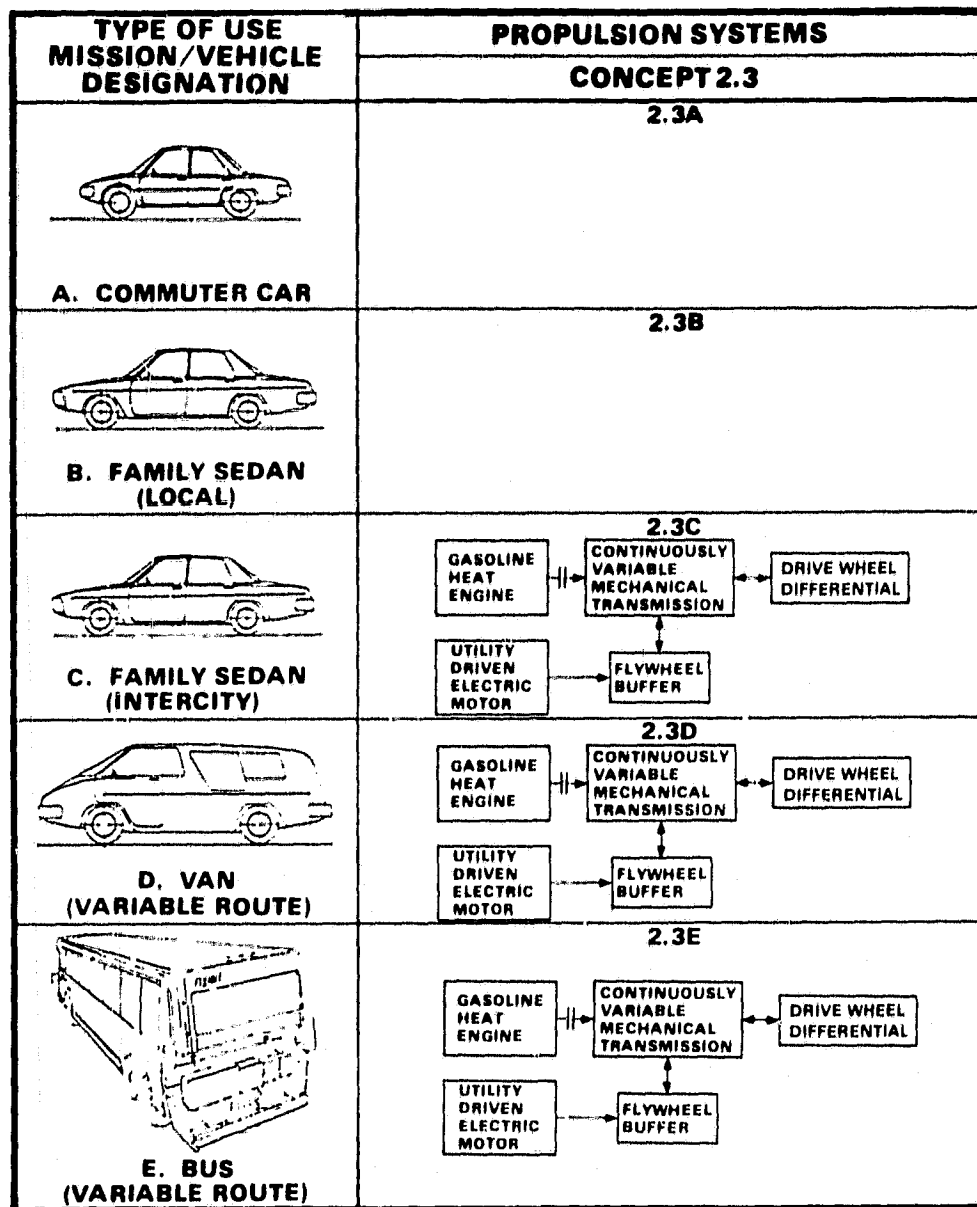 TYPE OF USE
MISSION/VEHICLE
DESIGNATION
PROPULSION SYSTEMS
CONCEPT 2.3
A. COMMUTER CAR
2.3A
B. FAMILY SEDAN
(LOCAL)
2.3B
C. FAMILY SEDAN
(INTERCITY)
2.3C
GASOLINE
HEAT
ENGINE
CONTINUOUSLY
VARIABLE
MECHANICAL
TRANSMISSION
DRIVE WHEEL
DIFFERENTIAL
UTILITY
DRIVEN
ELECTRIC
MOTOR
FLYWHEEL
BUFFER
D. VAN
(VARIABLE ROUTE)
2.3D
GASOLINE
HEAT
ENGINE
CONTINUOUSLY
VARIABLE
MECHANICAL
TRANSMISSION
DRIVE WHEEL
DIFFERENTIAL
UTILITY
DRIVEN
ELECTRIC
MOTOR
FLYWHEEL
BUFFER
E. BUS
(VARIABLE ROUTE)
2.3E
GASOLINE
HEAT
ENGINE
CONTINUOUSLY
VARIABLE
MECHANICAL
TRANSMISSION
DRIVE WHEEL
DIFFERENTIAL
UTILITY
DRIVEN
ELECTRIC
MOTOR
FLYWHEEL
BUFFER